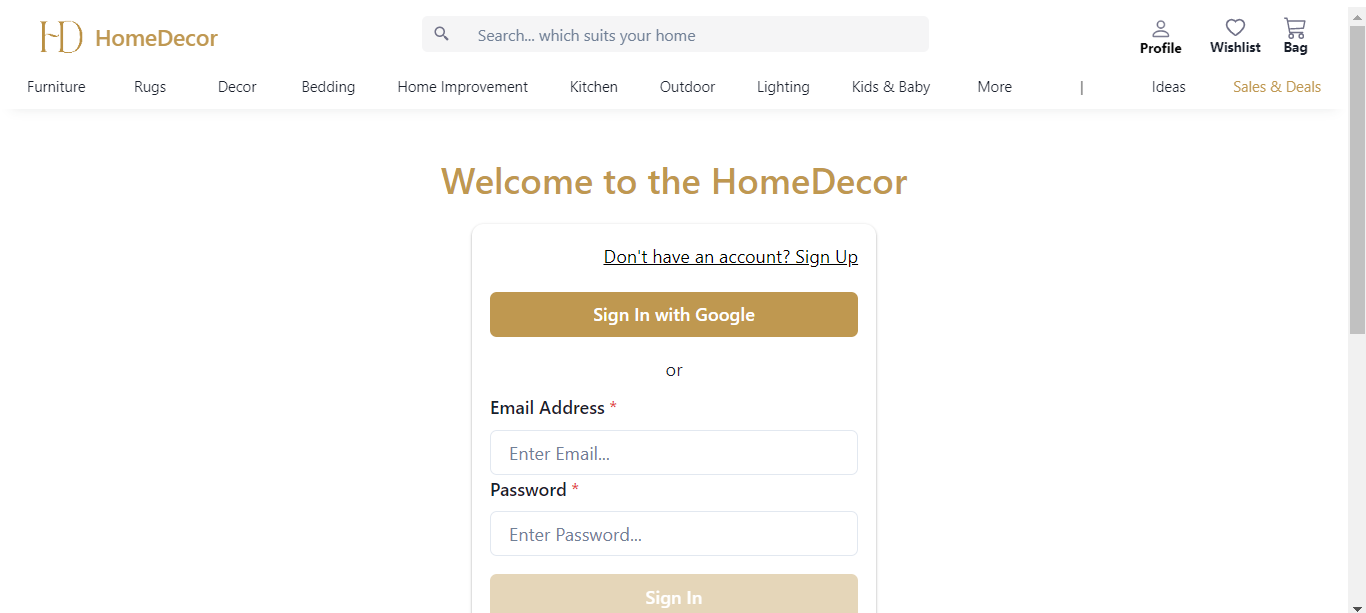 HD HomeDecor
Search... which suits your home
Profile Wishlist Bag
Furniture Rugs Decor Bedding Home Improvement Kitchen Outdoor Lighting Kids & Baby More | Ideas Sales & Deals
Welcome to the HomeDecor
Don't have an account? Sign Up
Sign In with Google
or
Email Address *
Enter Email...
Password *
Enter Password...
Sign In